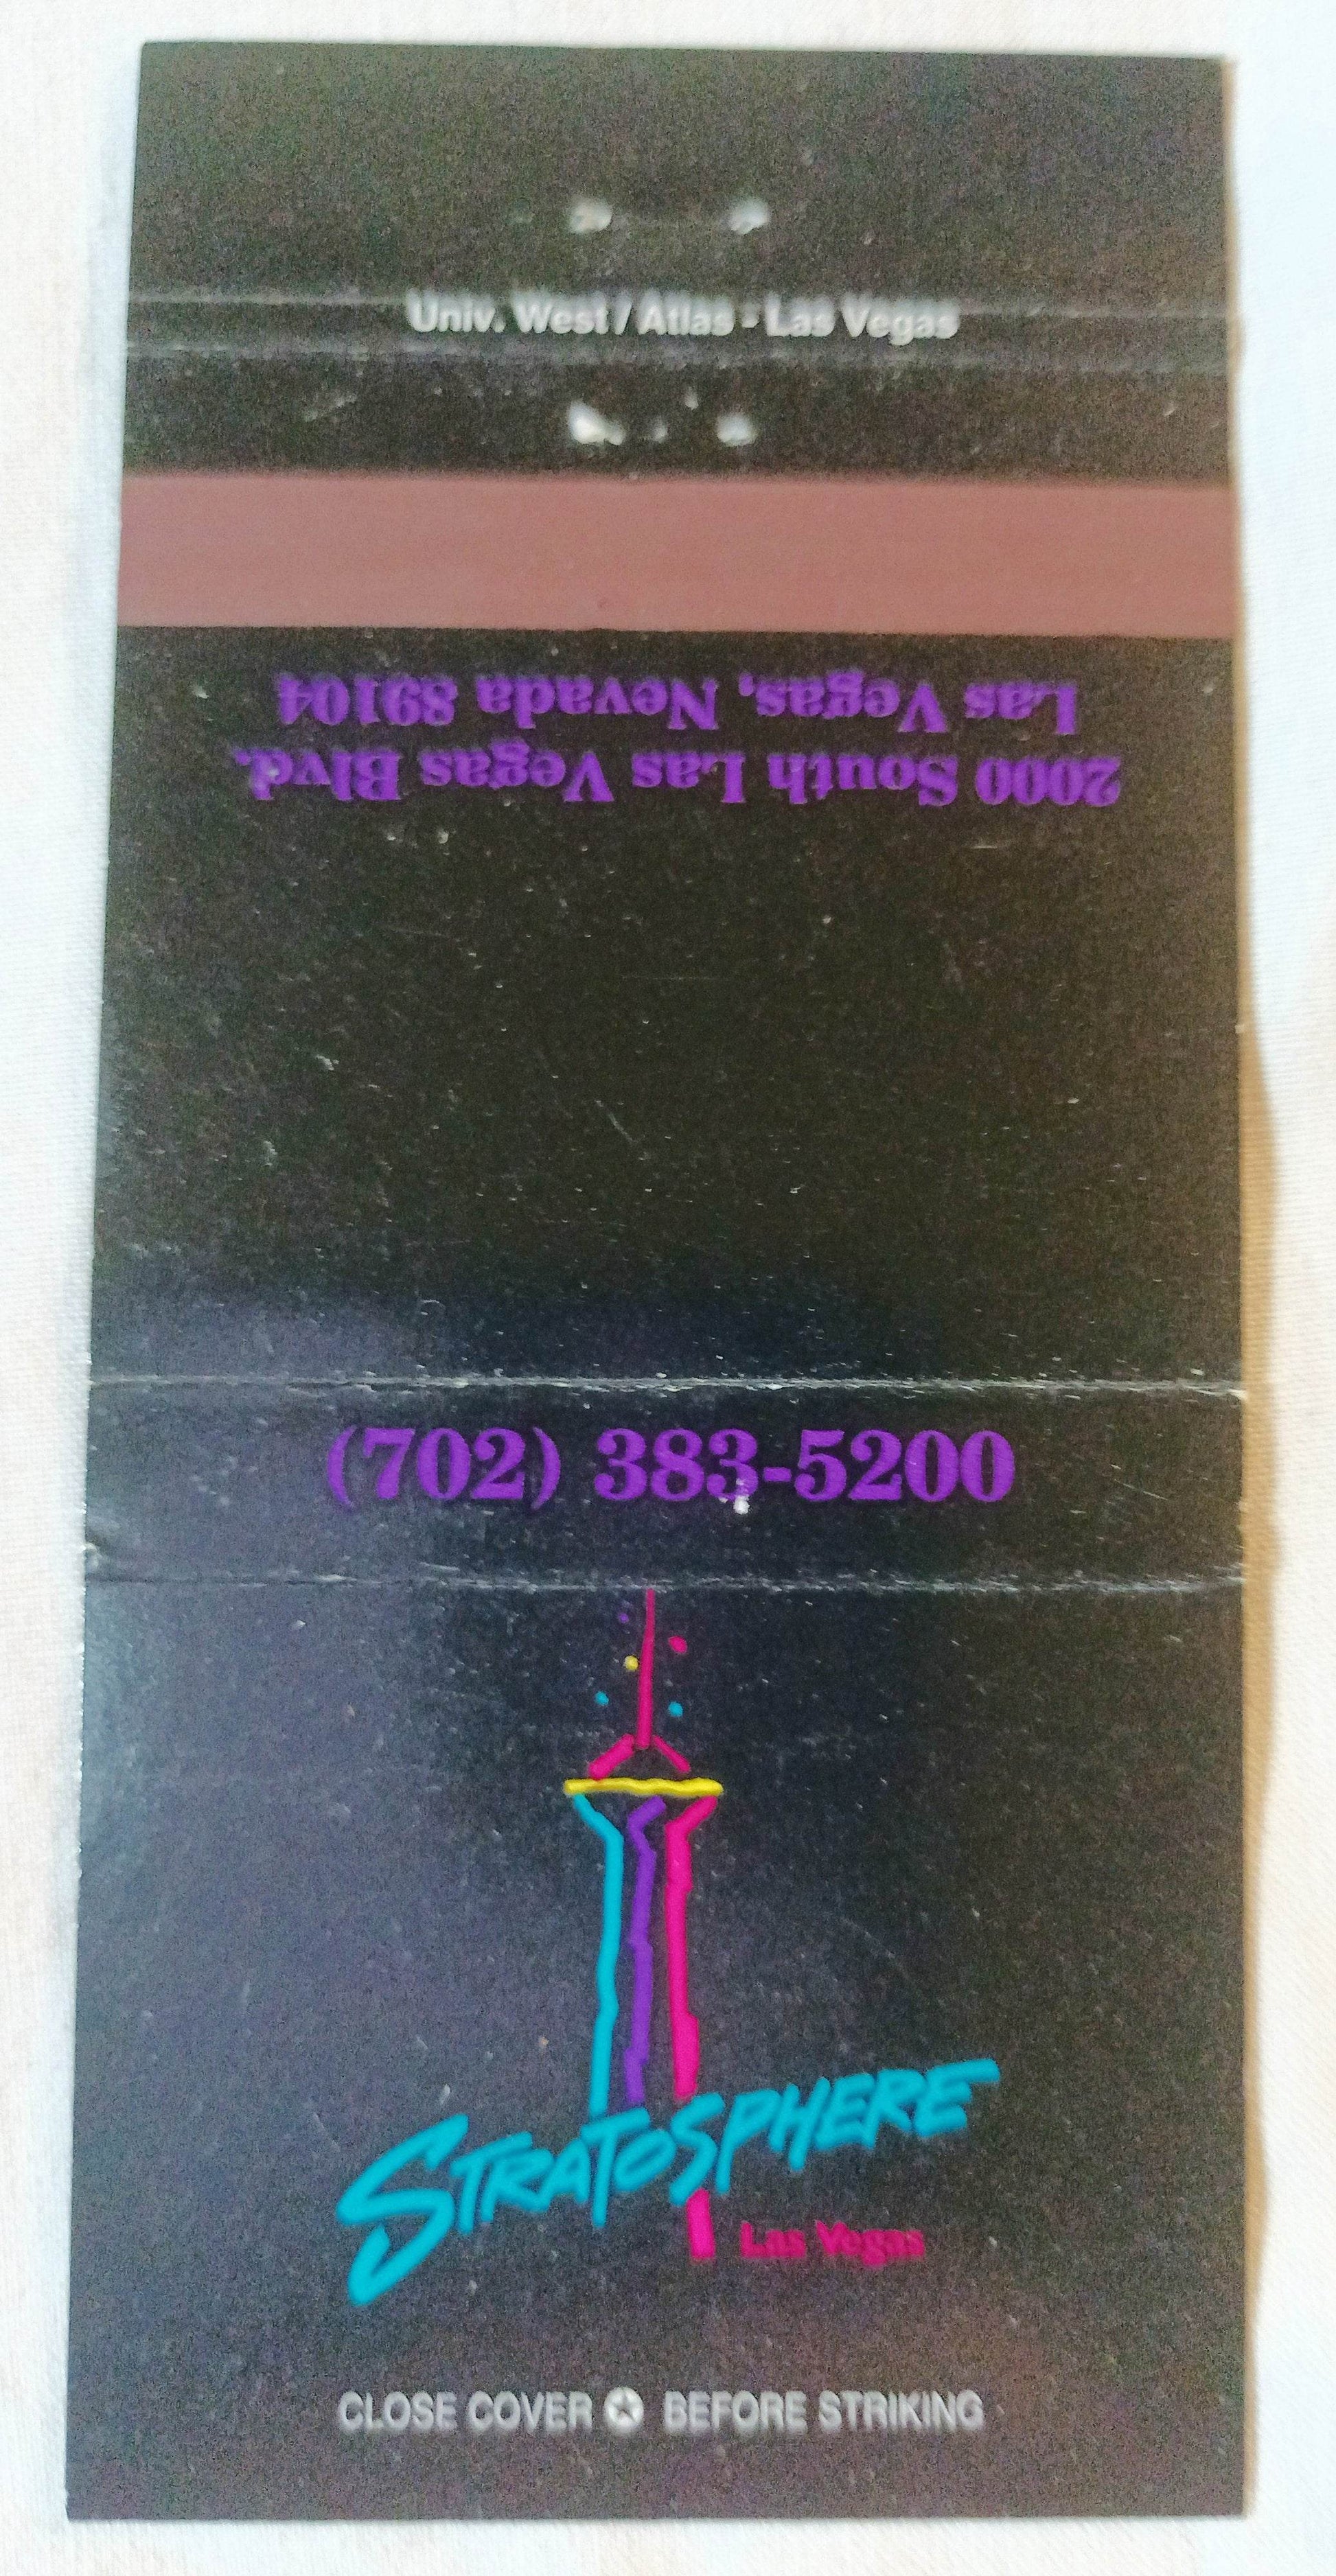 Univ. West / Atlas - Las Vegas
2000 South Las Vegas Blvd.
Las Vegas, Nevada 89104
(702) 383-5200
STRATOSPHERE
Las Vegas
CLOSE COVER BEFORE STRIKING